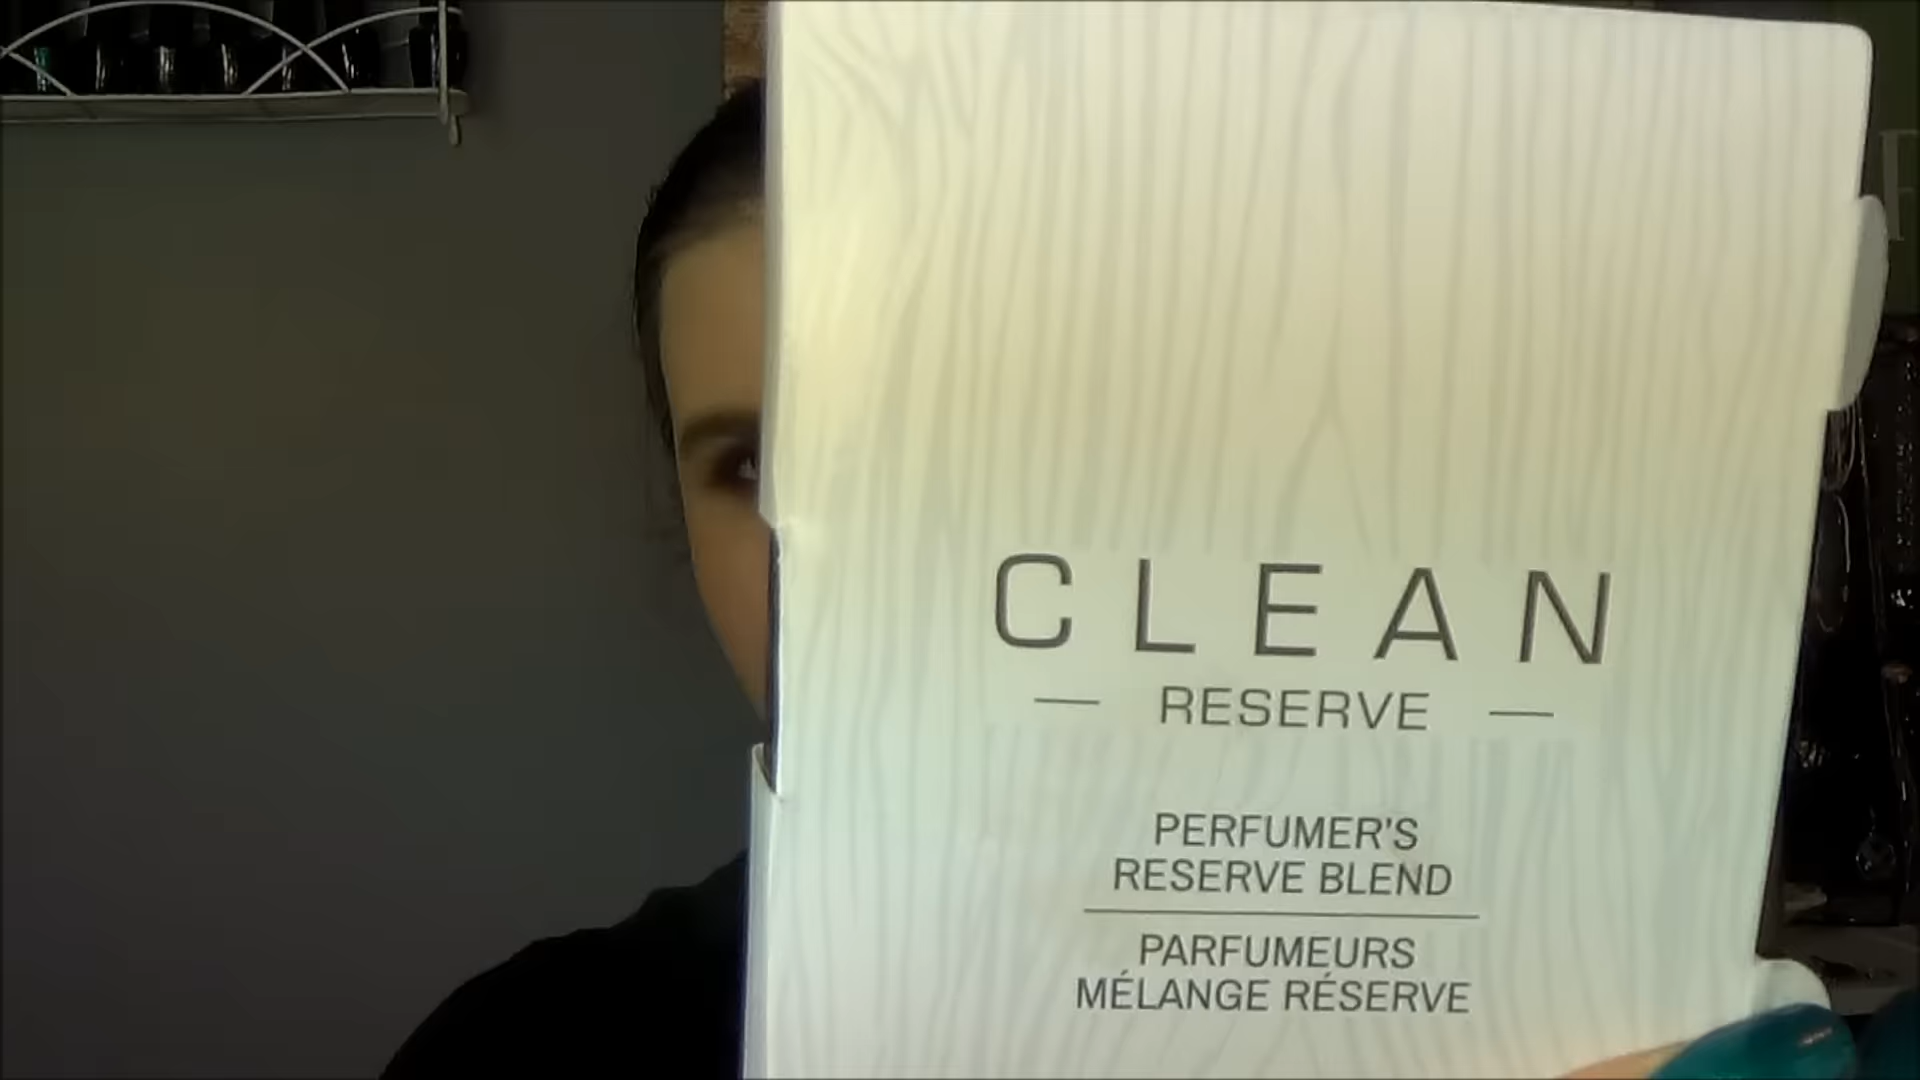 CLEAN
RESERVE
PERFUMER'S
RESERVE BLEND
PARFUMEURS
MÉLANGE RÉSERVE